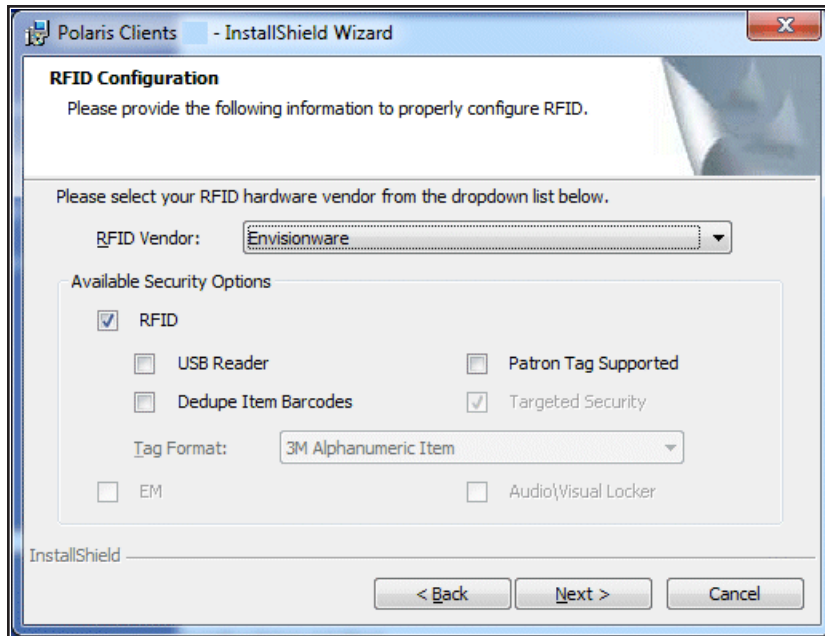 Polaris Clients - InstallShield Wizard
RFID Configuration
Please provide the following information to properly configure RFID.
Please select your RFID hardware vendor from the dropdown list below.
RFID Vendor: Envisionware
Available Security Options
RFID
USB Reader Patron Tag Supported
Dedupe Item Barcodes Targeted Security
Tag Format: 3M Alphanumeric Item
EM Audio\Visual Locker
InstallShield
< Back Next > Cancel